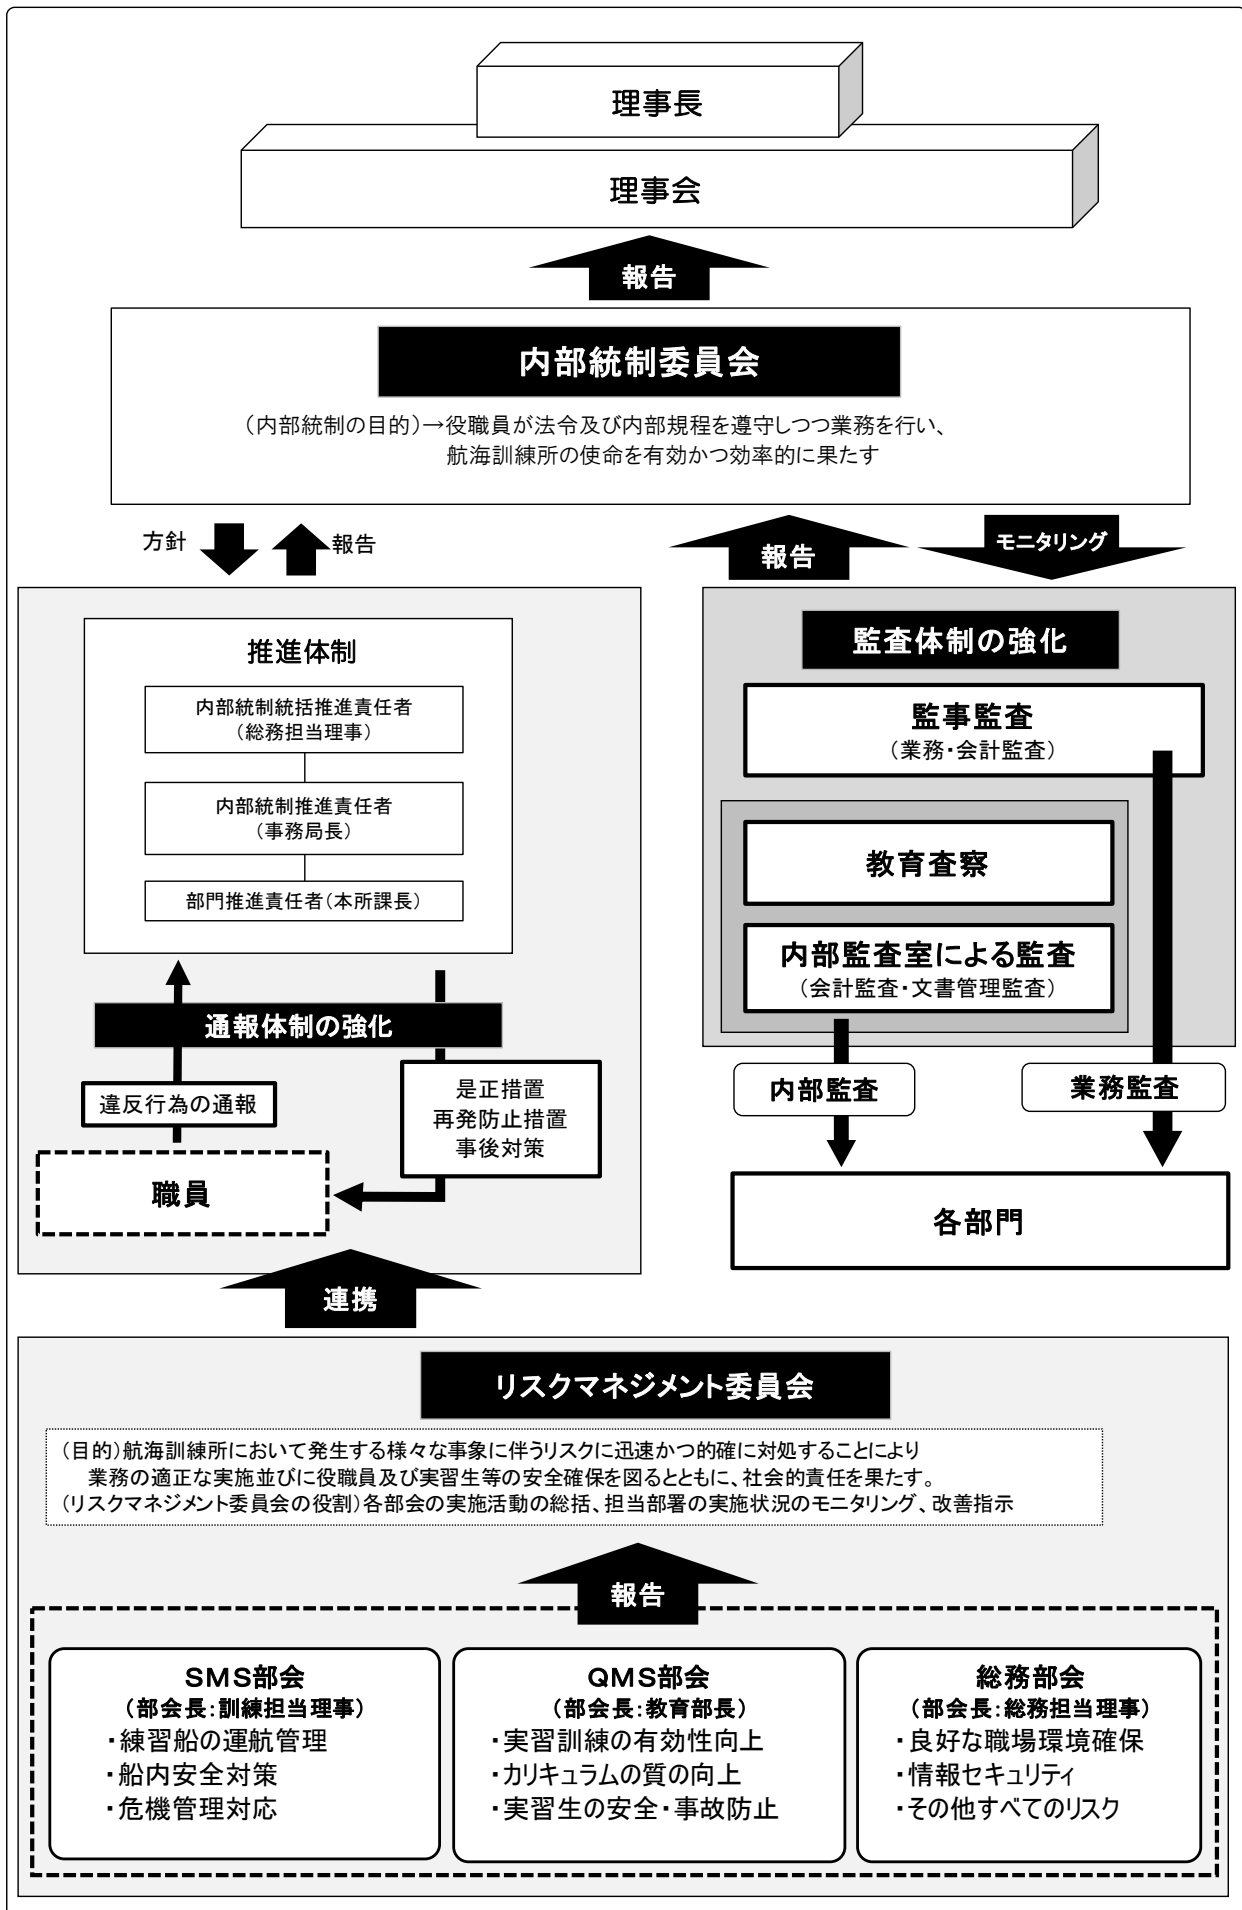 理事長
理事会
報告
内部統制委員会
（内部統制の目的）→役職員が法令及び内部規程を遵守しつつ業務を行い、
航海訓練所の使命を有効かつ効率的に果たす
方針
報告
報告
モニタリング
推進体制
内部統制統括推進責任者
（総務担当理事）
内部統制推進責任者
（事務局長）
部門推進責任者（本所課長）
通報体制の強化
違反行為の通報
是正措置
再発防止措置
事後対策
職員
監査体制の強化
監事監査
（業務・会計監査）
教育査察
内部監査室による監査
（会計監査・文書管理監査）
内部監査
業務監査
各部門
連携
リスクマネジメント委員会
（目的）航海訓練所において発生する様々な事象に伴うリスクに迅速かつ的確に対処することにより
業務の適正な実施並びに役職員及び実習生等の安全確保を図るとともに、社会的責任を果たす。
（リスクマネジメント委員会の役割）各部会の実施活動の総括、担当部署の実施状況のモニタリング、改善指示
報告
ＳＭＳ部会
（部会長：訓練担当理事）
・練習船の運航管理
・船内安全対策
・危機管理対応
ＱＭＳ部会
（部会長：教育部長）
・実習訓練の有効性向上
・カリキュラムの質の向上
・実習生の安全・事故防止
総務部会
（部会長：総務担当理事）
・良好な職場環境確保
・情報セキュリティ
・その他すべてのリスク